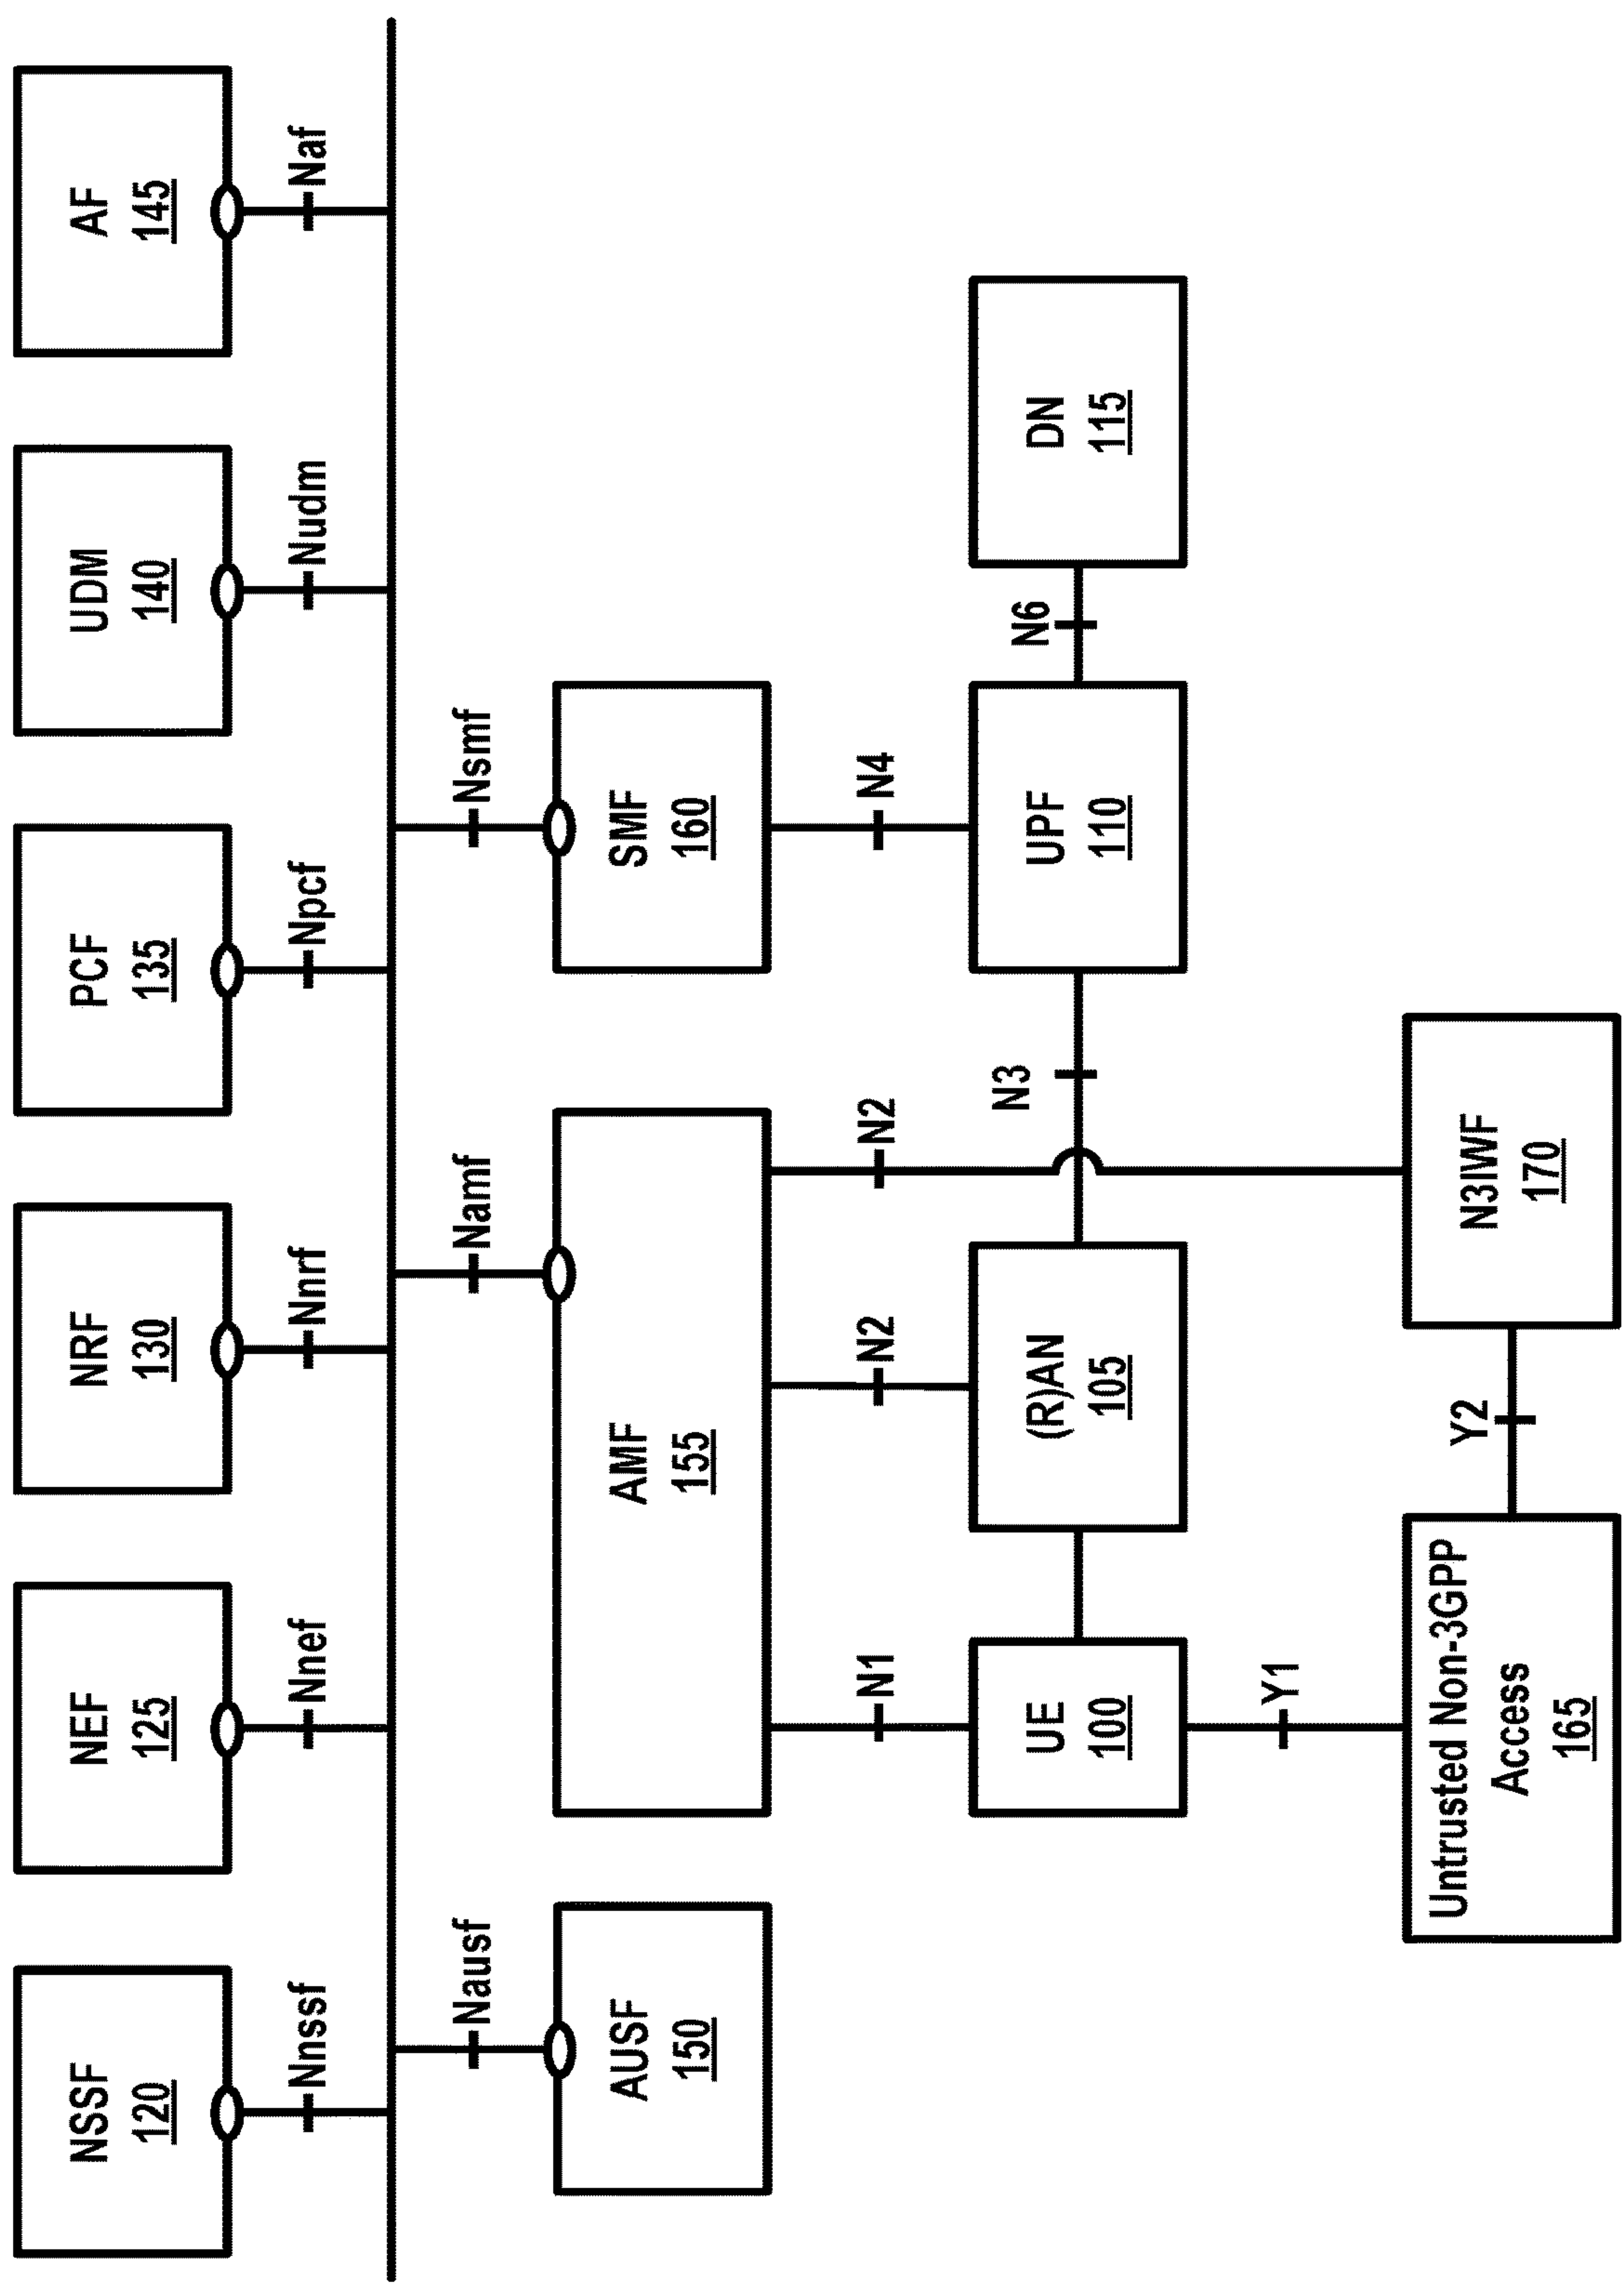 NSSF
120
NEF
125
NRF
130
PCF
135
UDM
140
AF
145
Nnssf
Nnef
Nnrf
Npcf
Nudm
Naf
Nausf
Namf
Nsmf
AUSF
150
AMF
155
SMF
160
N1
N2
N2
N4
UE
100
(R)AN
105
N3
UPF
110
N6
DN
115
Y1
Untrusted Non-3GPP
Access
165
Y2
N3IWF
170